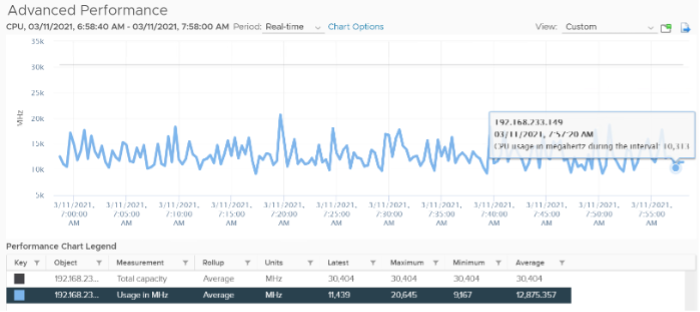 Advanced Performance
CPU, 03/11/2021, 6:58:40 AM - 03/11/2021, 7:58:00 AM Period: Real-time Chart Options View: Custom
35k
30k
25k
20k
15k
10k
5k
MHz
192.168.233.149
03/11/2021, 7:57:20 AM
CPU usage in megahertz during the interval: 10,313
3/11/2021, 3/11/2021, 3/11/2021, 3/11/2021, 3/11/2021, 3/11/2021, 3/11/2021, 3/11/2021, 3/11/2021, 3/11/2021, 3/11/2021, 3/11/2021,
7:00:00 7:05:00 7:10:00 7:15:00 7:20:00 7:25:00 7:30:00 7:35:00 7:40:00 7:45:00 7:50:00 7:55:00
AM AM AM AM AM AM AM AM AM AM AM AM
Performance Chart Legend
Key Object Measurement Rollup Units Latest Maximum Minimum Average
192.168.23... Total capacity Average MHz 30,404 30,404 30,404 30,404
192.168.23... Usage in MHz Average MHz 11,439 20,645 9,167 12,875.357